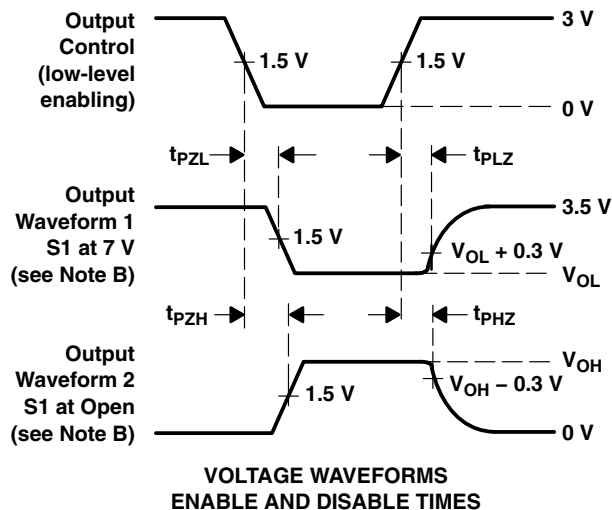 Output
Control
(low-level
enabling)
1.5 V
1.5 V
3 V
0 V
tPZL
tPLZ
Output
Waveform 1
S1 at 7 V
(see Note B)
1.5 V
3.5 V
VOL + 0.3 V
VOL
tPZH
tPHZ
Output
Waveform 2
S1 at Open
(see Note B)
1.5 V
VOH
VOH − 0.3 V
0 V
VOLTAGE WAVEFORMS
ENABLE AND DISABLE TIMES